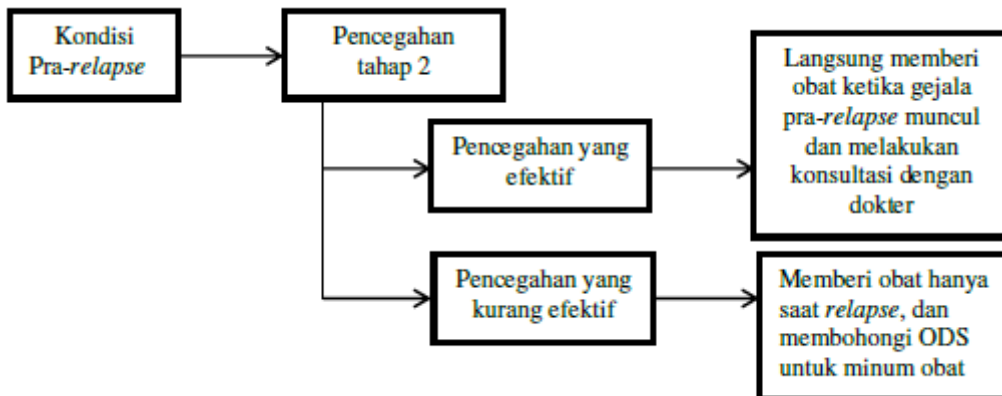 Kondisi
Pra-relapse
Pencegahan
tahap 2
Langsung memberi
obat ketika gejala
pra-relapse muncul
dan melakukan
konsultasi dengan
dokter
Pencegahan yang
efektif
Pencegahan yang
kurang efektif
Memberi obat hanya
saat relapse, dan
membohongi ODS
untuk minum obat